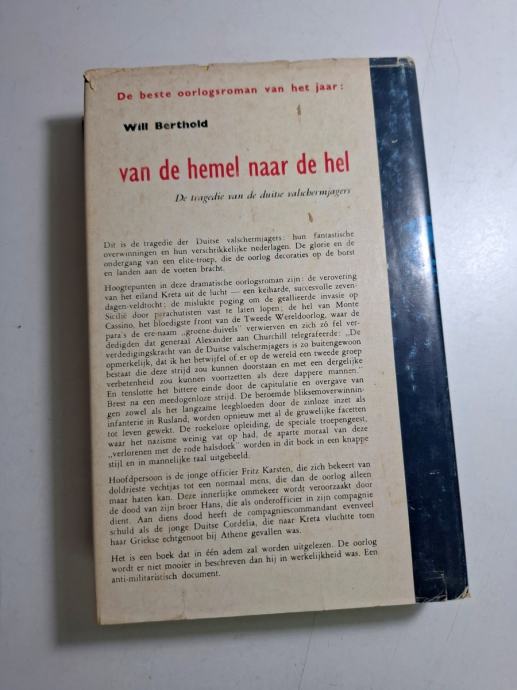 De beste oorlogsroman van het jaar:
Will Berthold
van de hemel naar de hel
De tragedie van de duitse valschermjagers
Dit is de tragedie der Duitse valschermjagers: hun fantastische
overwinningen en hun verschrikkelijke nederlagen. De glorie en de
ondergang van een elite-troep, die de oorlog decoraties op de borst
en landen aan de voeten bracht.
Hoogtepunten in deze dramatische oorlogsroman zijn: de verovering
van het eiland Kreta uit de lucht — een keiharde, succesvolle zeven-
dagen-veldtocht; de mislukte poging om de geallieerde invasie op
Sicilië door parachutisten vast te laten lopen; de hel van Monte
Cassino, het bloedigste front van de Tweede Wereldoorlog, waar de
para's de ere-naam „groene-duivels" verwierven en zich zó fel ver-
dedigden dat generaal Alexander aan Churchill telegrafeerde: „De
verdedigingskracht van de Duitse valschermjagers is zo buitengewoon
opmerkelijk, dat ik het betwijfel of er op de wereld een tweede groep
bestaat die deze strijd zou kunnen doorstaan en met een dergelijke
verbetenheid zou kunnen voortzetten als deze dappere mannen."
En tenslotte het bittere einde door de capitulatie en overgave van
Brest na een meedogenloze strijd. De beroemde bliksemoverwinnin-
gen zowel als het langzame leegbloeden door de zinloze inzet als
infanterie in Rusland, worden opnieuw met al de gruwelijke facetten
tot leven gewekt. De roekeloze opleiding, de speciale troepengeest,
waar het nazisme weinig vat op had, de aparte moraal van deze
„verlorenen met de rode halsdoek" worden in dit boek in een knappe
stijl en in mannelijke taal uitgebeeld.
Hoofdpersoon is de jonge officier Fritz Karsten, die zich bekeert van
doldrieste vechtjas tot een normaal mens, die dan de oorlog alleen
maar haten kan. Deze innerlijke ommekeer wordt veroorzaakt door
de dood van zijn broer Hans, die als onderofficier in zijn compagnie
dient. Aan diens dood heeft de compagniescommandant evenveel
schuld als de jonge Duitse Cordelia, die naar Kreta vluchtte toen
haar Griekse echtgenoot bij Athene gevallen was.
Het is een boek dat in één adem zal worden uitgelezen. De oorlog
wordt er niet mooier in beschreven dan hij in werkelijkheid was. Een
anti-militaristisch document.